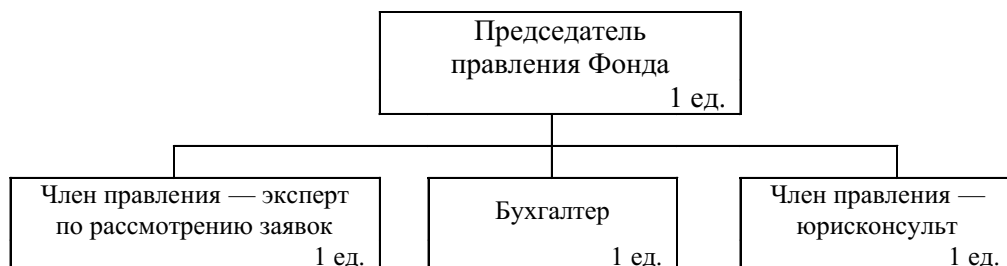 Председатель
правления Фонда
1 ед.
Член правления — эксперт
по рассмотрению заявок
1 ед.
Бухгалтер
1 ед.
Член правления —
юрисконсульт
1 ед.